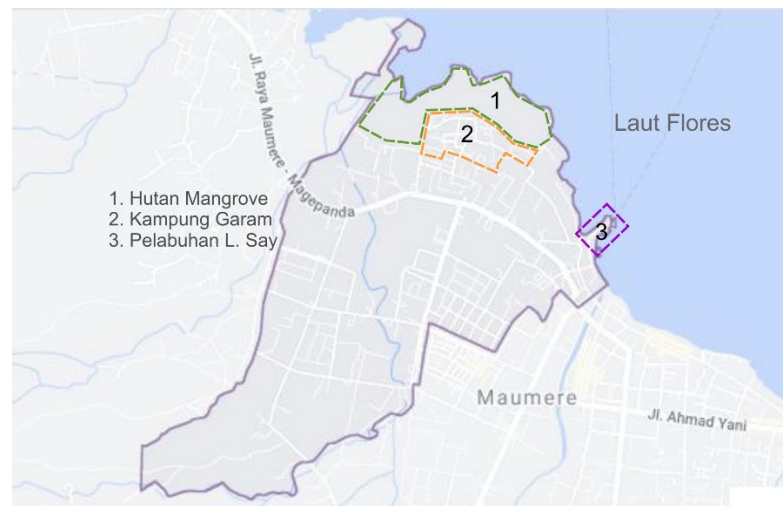 1
2
Laut Flores
Jl. Raya Maumere - Magepanda
1. Hutan Mangrove
2. Kampung Garam
3. Pelabuhan L. Say
3
Maumere
Jl. Ahmad Yani